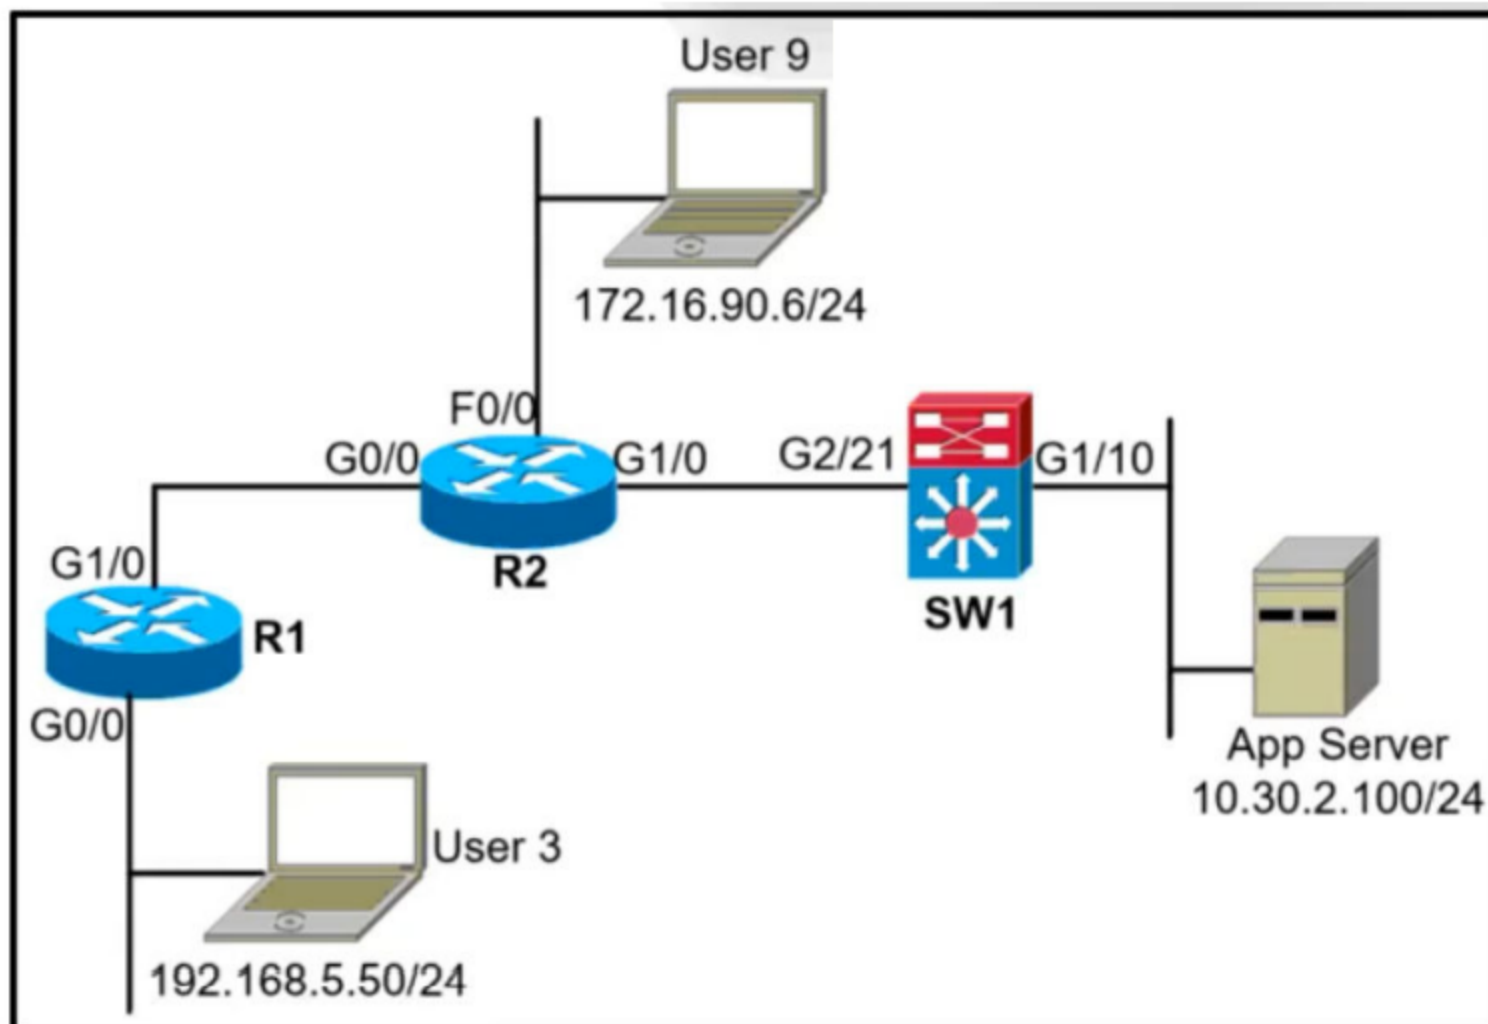 User 9
172.16.90.6/24
F0/0
G0/0
G1/0
G2/21
G1/10
R2
G1/0
SW1
R1
G0/0
App Server
10.30.2.100/24
User 3
192.168.5.50/24